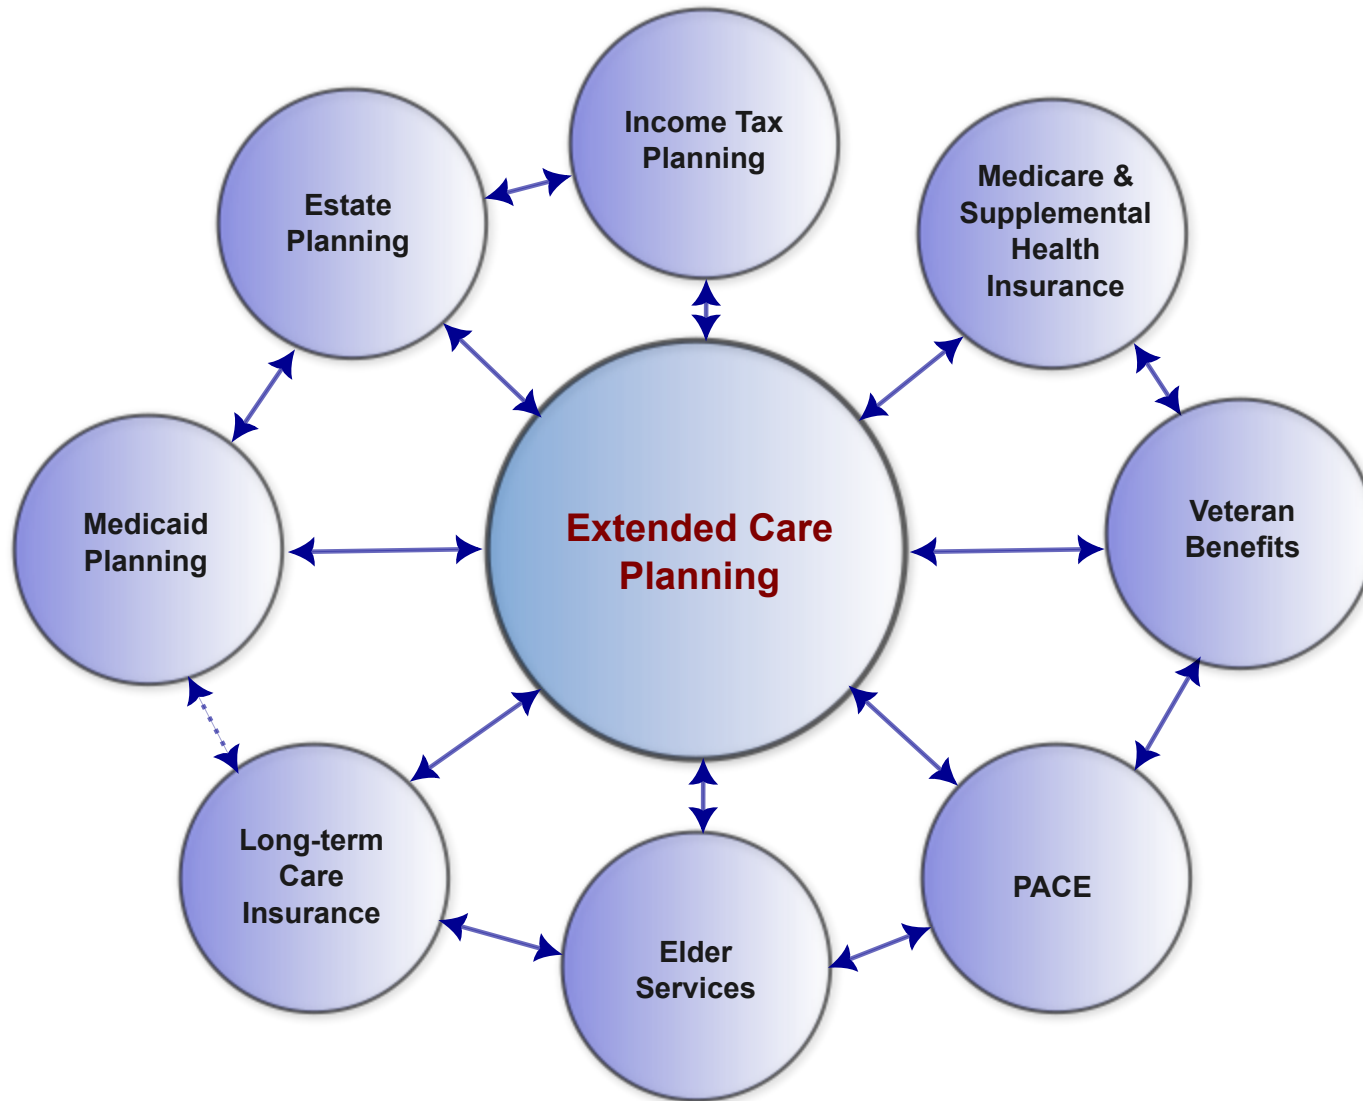 Income Tax
Planning
Medicare &
Supplemental
Health
Insurance
Estate
Planning
Veteran
Benefits
Medicaid
Planning
Extended Care
Planning
Long-term
Care
Insurance
PACE
Elder
Services